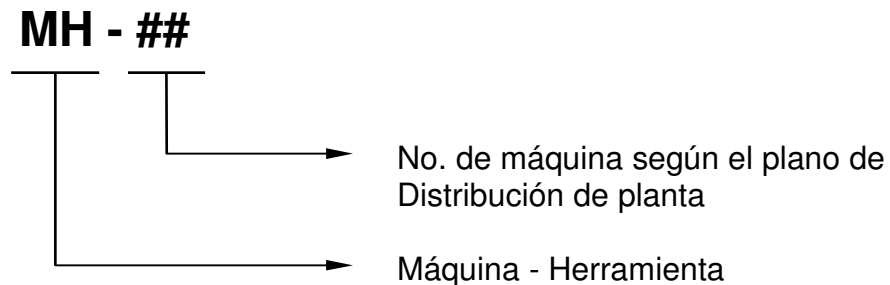 MH - ##
No. de máquina según el plano de
Distribución de planta
Máquina - Herramienta